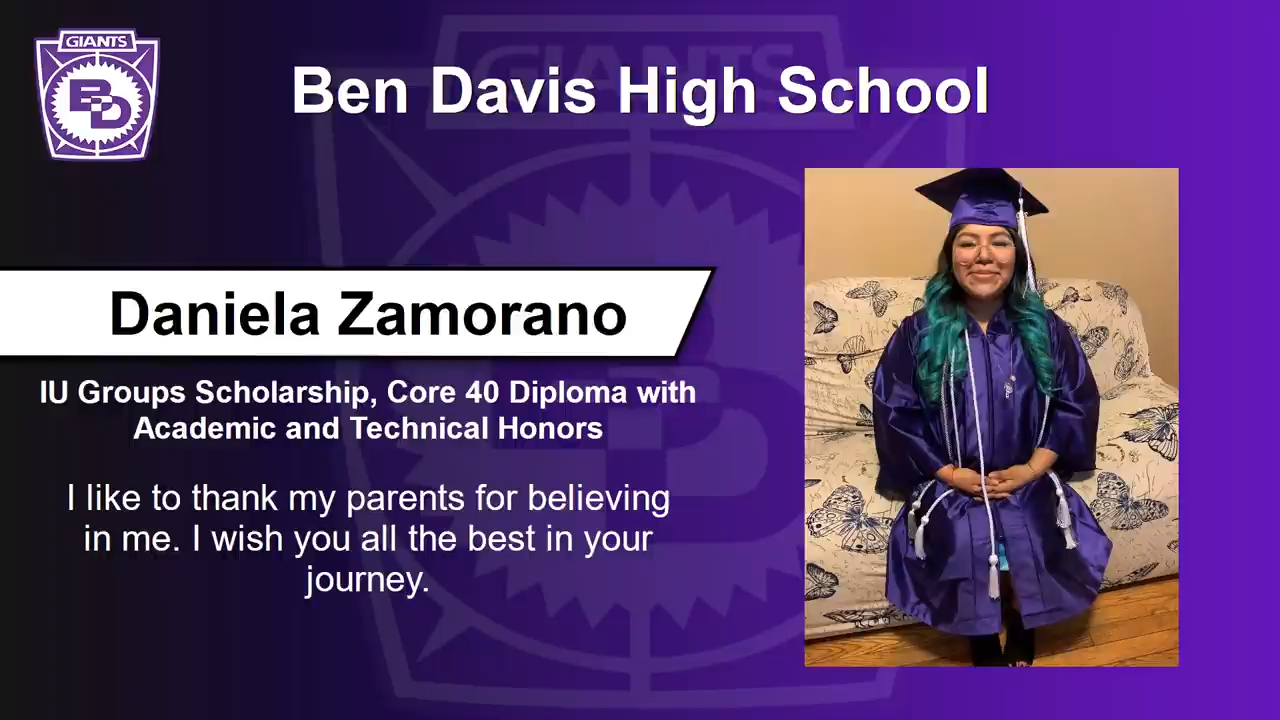 GIANTS
BD
Ben Davis High School
Daniela Zamorano
IU Groups Scholarship, Core 40 Diploma with
Academic and Technical Honors
I like to thank my parents for believing
in me. I wish you all the best in your
journey.